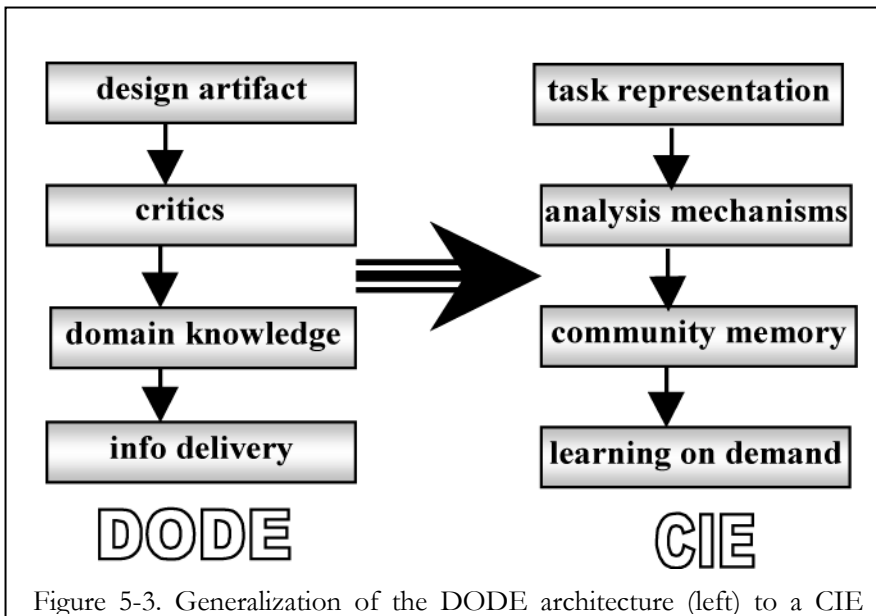 design artifact
critics
domain knowledge
info delivery
DODE
task representation
analysis mechanisms
community memory
learning on demand
CIE
Figure 5-3. Generalization of the DODE architecture (left) to a CIE